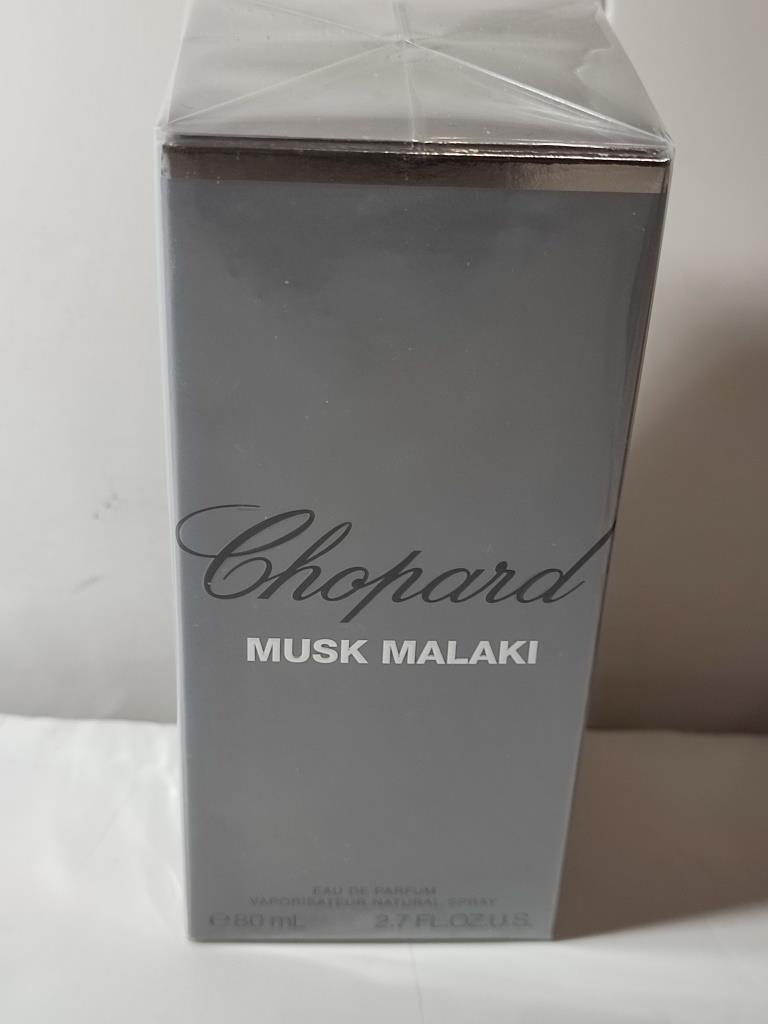 Chopard
MUSK MALAKI
EAU DE PARFUM
VAPORISATEUR NATURAL SPRAY
℮ 80 mL 2.7 FL.OZ.U.S.